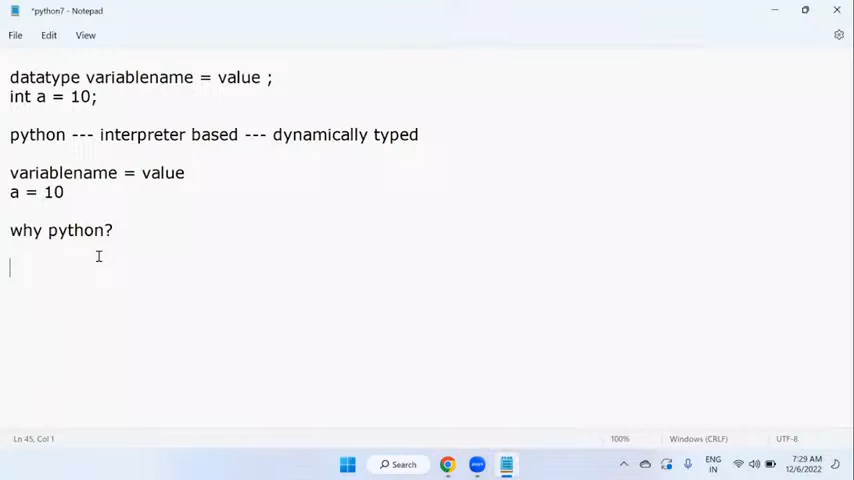 *python7 - Notepad
File Edit View
datatype variablename = value ;
int a = 10;
python --- interpreter based --- dynamically typed
variablename = value
a = 10
why python?
Ln 45, Col 1 100% Windows (CRLF) UTF-8
Search
ENG
IN
7:29 AM
12/6/2022